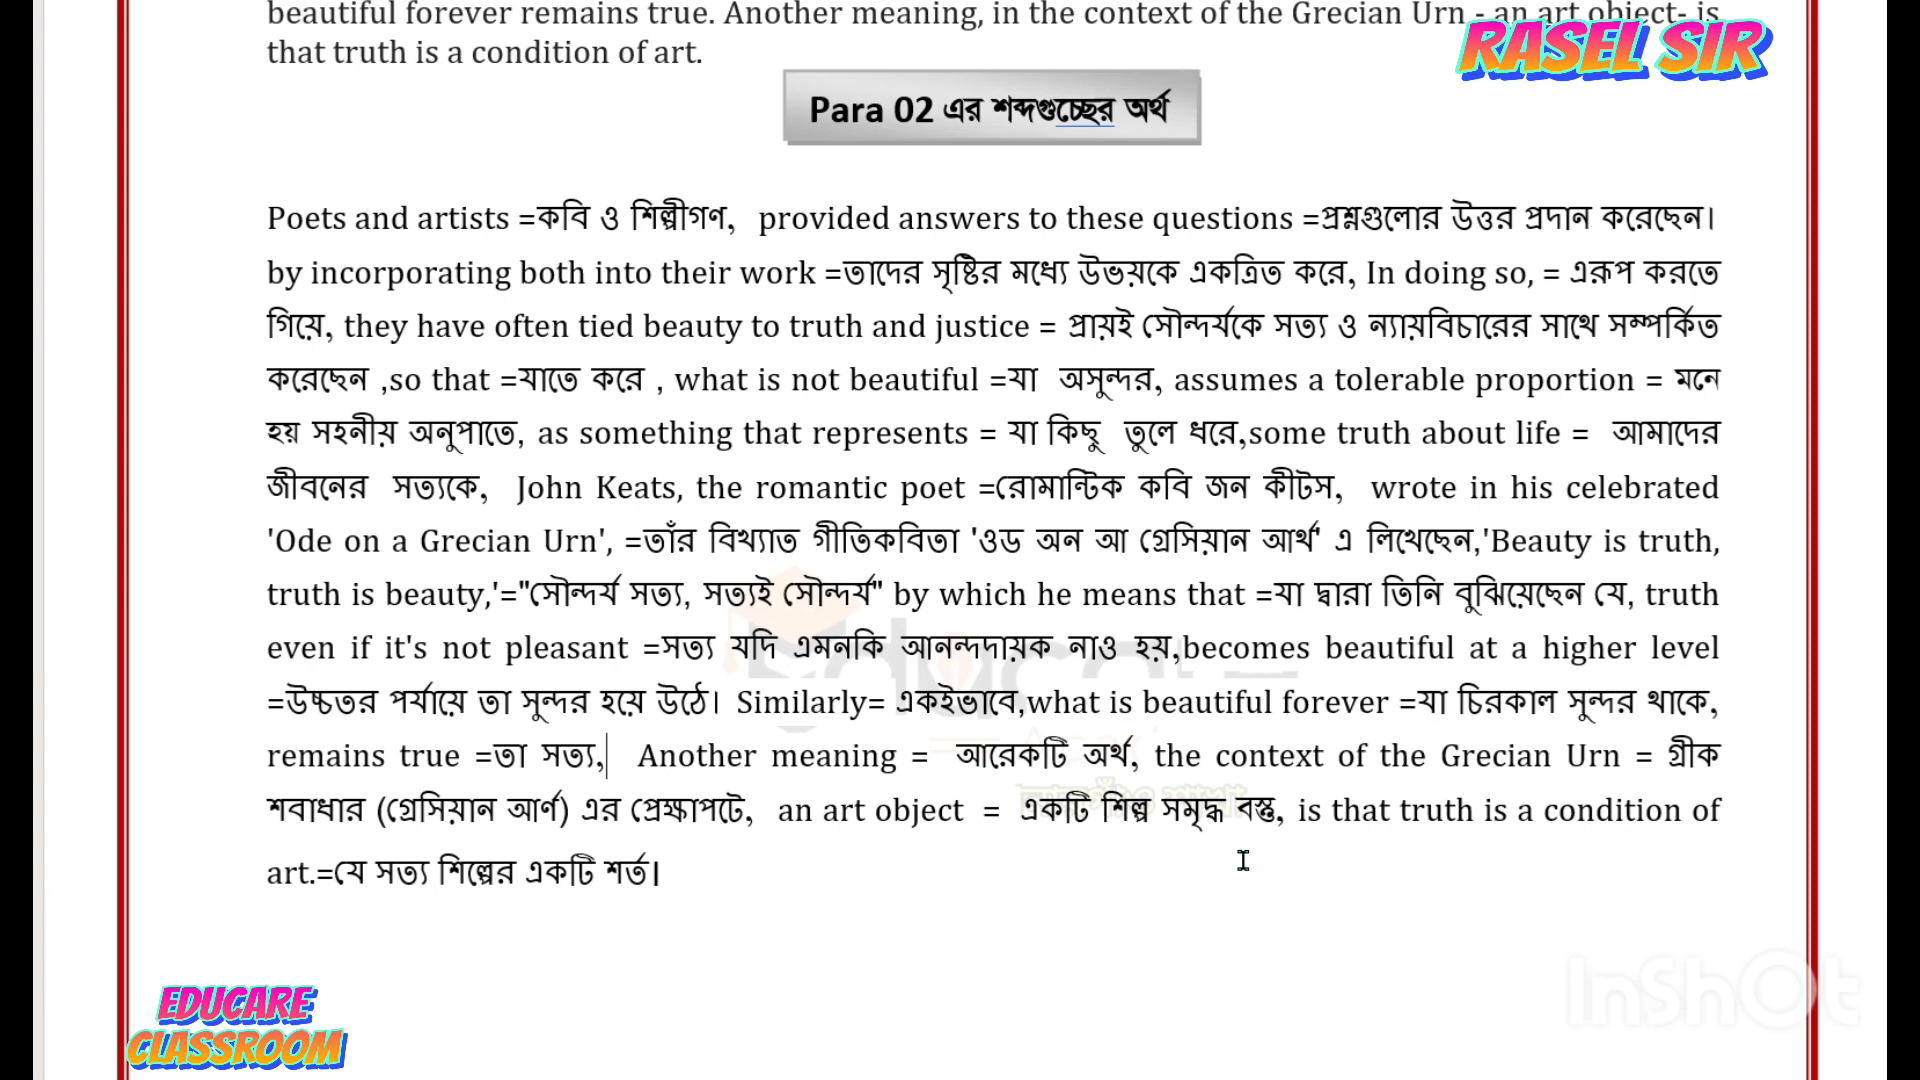 beautiful forever remains true. Another meaning, in the context of the Grecian Urn - an art object- is
that truth is a condition of art.
RASEL SIR
Para 02 এর শব্দগুচ্ছের অর্থ
Poets and artists =কবি ও শিল্পীগণ, provided answers to these questions =প্রশ্নগুলোর উত্তর প্রদান করেছেন।
by incorporating both into their work =তাদের সৃষ্টির মধ্যে উভয়কে একত্রিত করে, In doing so, = এরূপ করতে
গিয়ে, they have often tied beauty to truth and justice = প্রায়ই সৌন্দর্যকে সত্য ও ন্যায়বিচারের সাথে সম্পর্কিত
করেছেন ,so that =যাতে করে , what is not beautiful =যা অসুন্দর, assumes a tolerable proportion = মনে
হয় সহনীয় অনুপাতে, as something that represents = যা কিছু তুলে ধরে,some truth about life = আমাদের
জীবনের সত্যকে, John Keats, the romantic poet =রোমান্টিক কবি জন কীটস, wrote in his celebrated
'Ode on a Grecian Urn', =তাঁর বিখ্যাত গীতিকবিতা 'ওড অন আ গ্রেসিয়ান আর্থ' এ লিখেছেন,'Beauty is truth,
truth is beauty,'="সৌন্দর্য সত্য, সত্যই সৌন্দর্য" by which he means that =যা দ্বারা তিনি বুঝিয়েছেন যে, truth
even if it's not pleasant =সত্য যদি এমনকি আনন্দদায়ক নাও হয়,becomes beautiful at a higher level
=উচ্চতর পর্যায়ে তা সুন্দর হয়ে উঠে। Similarly= একইভাবে,what is beautiful forever =যা চিরকাল সুন্দর থাকে,
remains true =তা সত্য, Another meaning = আরেকটি অর্থ, the context of the Grecian Urn = গ্রীক
শবাধার (গ্রেসিয়ান আর্ণ) এর প্রেক্ষাপটে, an art object = একটি শিল্প সমৃদ্ধ বস্তু, is that truth is a condition of
art.=যে সত্য শিল্পের একটি শর্ত।
InShOt
EDUCARE
CLASSROOM